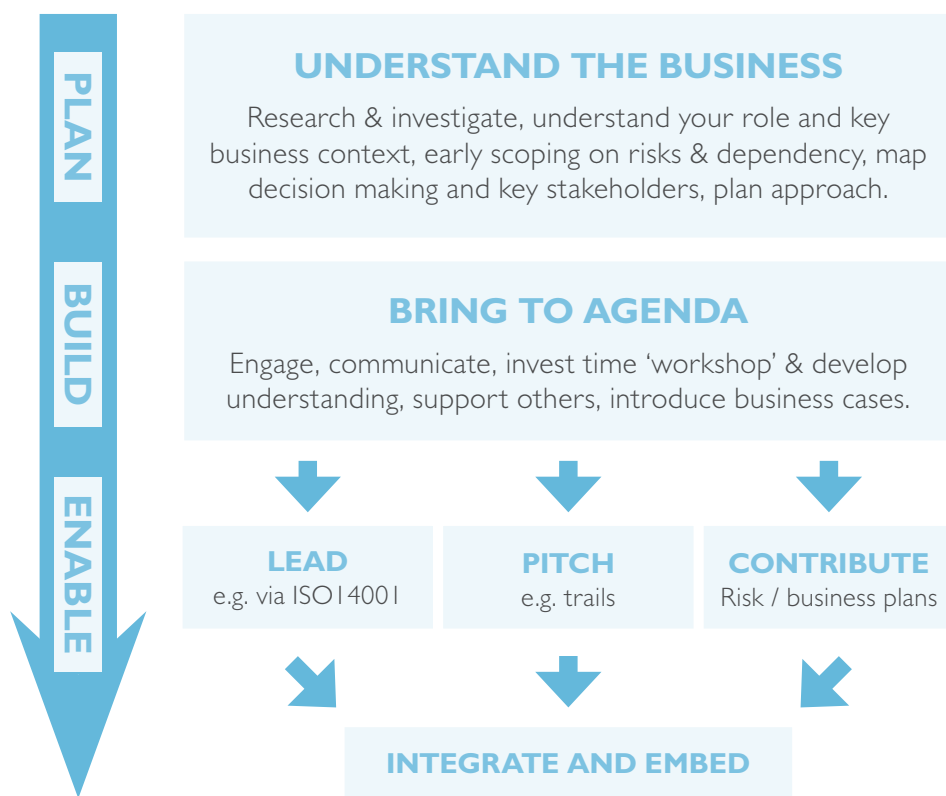 PLAN
UNDERSTAND THE BUSINESS
Research & investigate, understand your role and key
business context, early scoping on risks & dependency, map
decision making and key stakeholders, plan approach.
BUILD
BRING TO AGENDA
Engage, communicate, invest time ‘workshop’ & develop
understanding, support others, introduce business cases.
ENABLE
LEAD
e.g. via ISO14001
PITCH
e.g. trails
CONTRIBUTE
Risk / business plans
INTEGRATE AND EMBED